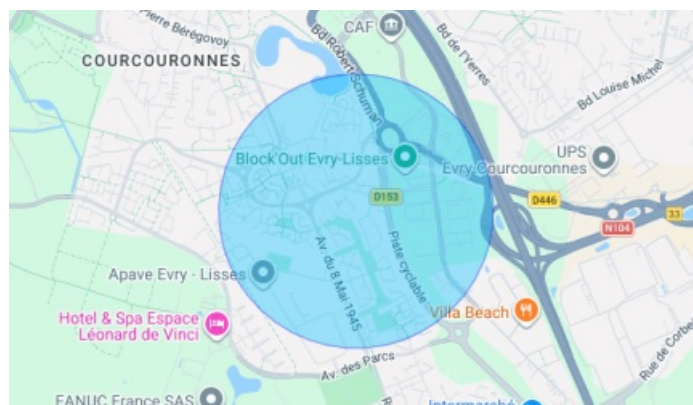 Pierre Bérégovoy
CAF
Bd de l'Yerres
COURCOURONNES
Bd Robert Schuman
Bd Louise Michel
Block'Out Evry-Lisses
UPS
Evry-Courcouronnes
D153
D446
33
N104
Av. du 8 Mai 1945
Piste cyclable
Apave Evry - Lisses
Hotel & Spa Espace
Léonard de Vinci
Villa Beach
Av. des Parcs
Rue de Corbeil
FANUC France SAS
Intermarché